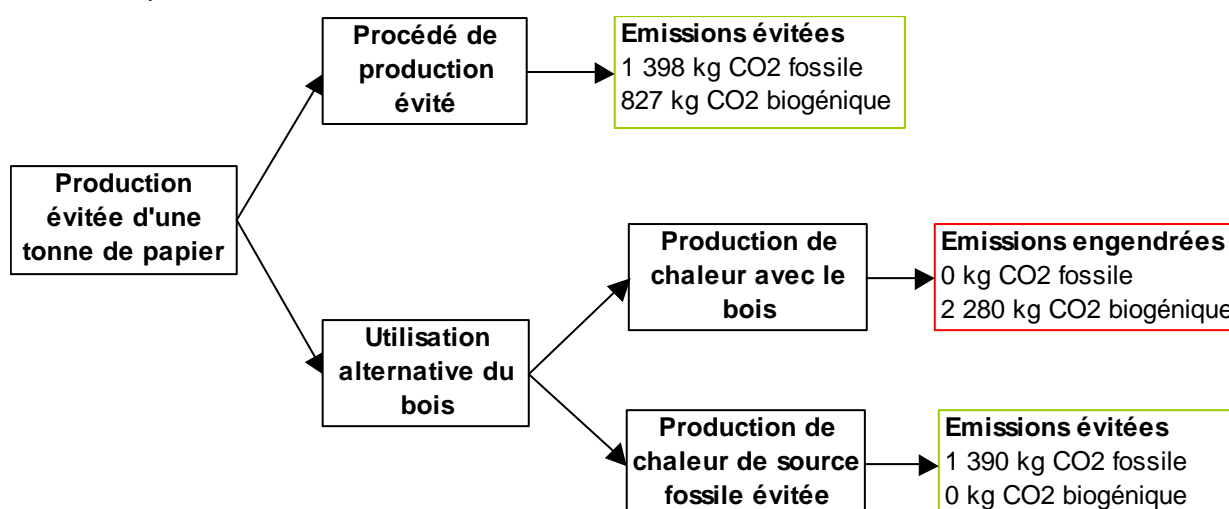 Procédé de
production
évité
Emissions évitées
1 398 kg CO2 fossile
827 kg CO2 biogénique
Production
évitée d'une
tonne de papier
Production de
chaleur avec le
bois
Emissions engendrées
0 kg CO2 fossile
2 280 kg CO2 biogénique
Utilisation
alternative du
bois
Production de
chaleur de source
fossile évitée
Emissions évitées
1 390 kg CO2 fossile
0 kg CO2 biogénique